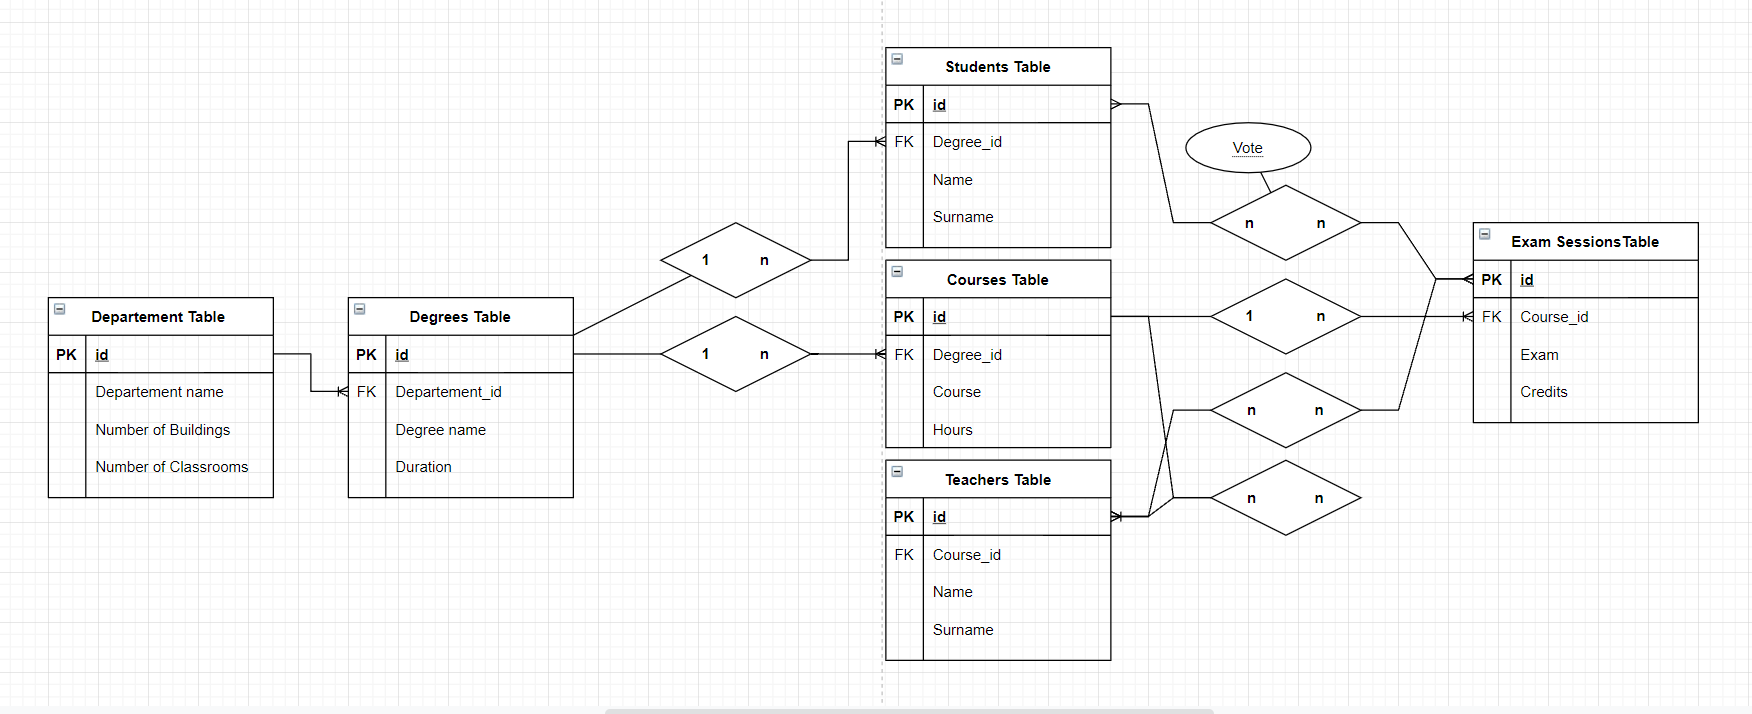 Departement Table
PK id
Departement name
Number of Buildings
Number of Classrooms
Degrees Table
PK id
FK Departement_id
Degree name
Duration
1 n
1 n
Students Table
PK id
FK Degree_id
Name
Surname
Courses Table
PK id
FK Degree_id
Course
Hours
Teachers Table
PK id
FK Course_id
Name
Surname
Vote
n n
1 n
n n
n n
Exam SessionsTable
PK id
FK Course_id
Exam
Credits